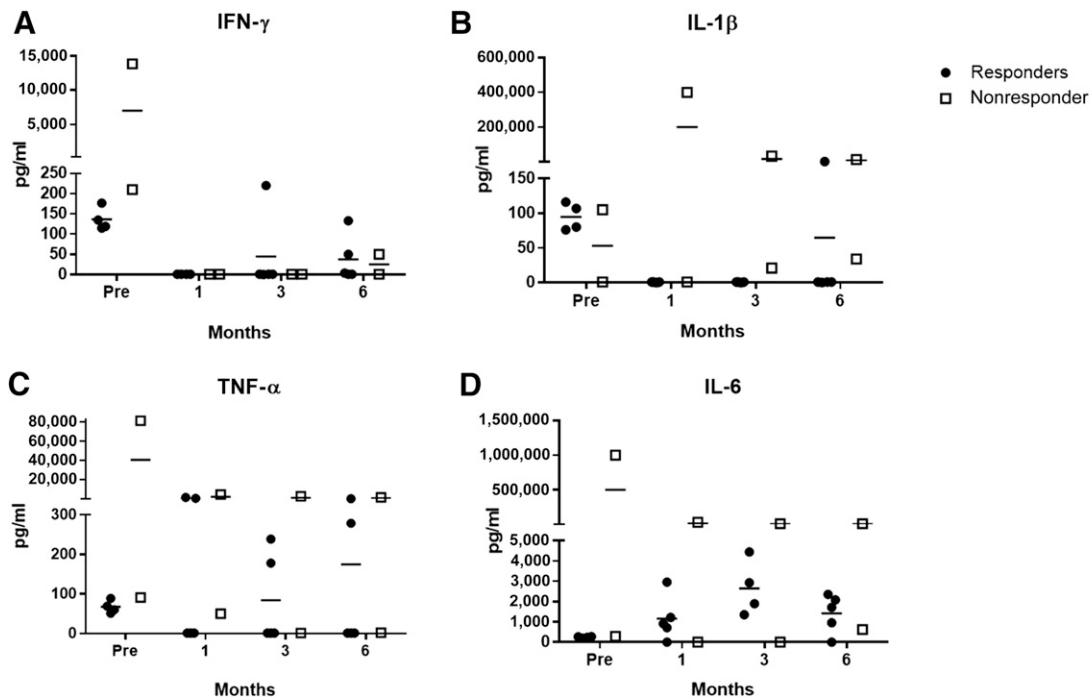 A
IFN-γ
15,000
10,000
5,000
250
200
150
100
50
0
pg/ml
Pre
1
3
6
Months
B
IL-1β
600,000
400,000
200,000
150
100
50
0
pg/ml
Pre
1
3
6
Months
Responders
Nonresponder
C
TNF-α
80,000
60,000
40,000
20,000
300
200
100
0
pg/ml
Pre
1
3
6
Months
D
IL-6
1,500,000
1,000,000
500,000
5,000
4,000
3,000
2,000
1,000
0
pg/ml
Pre
1
3
6
Months